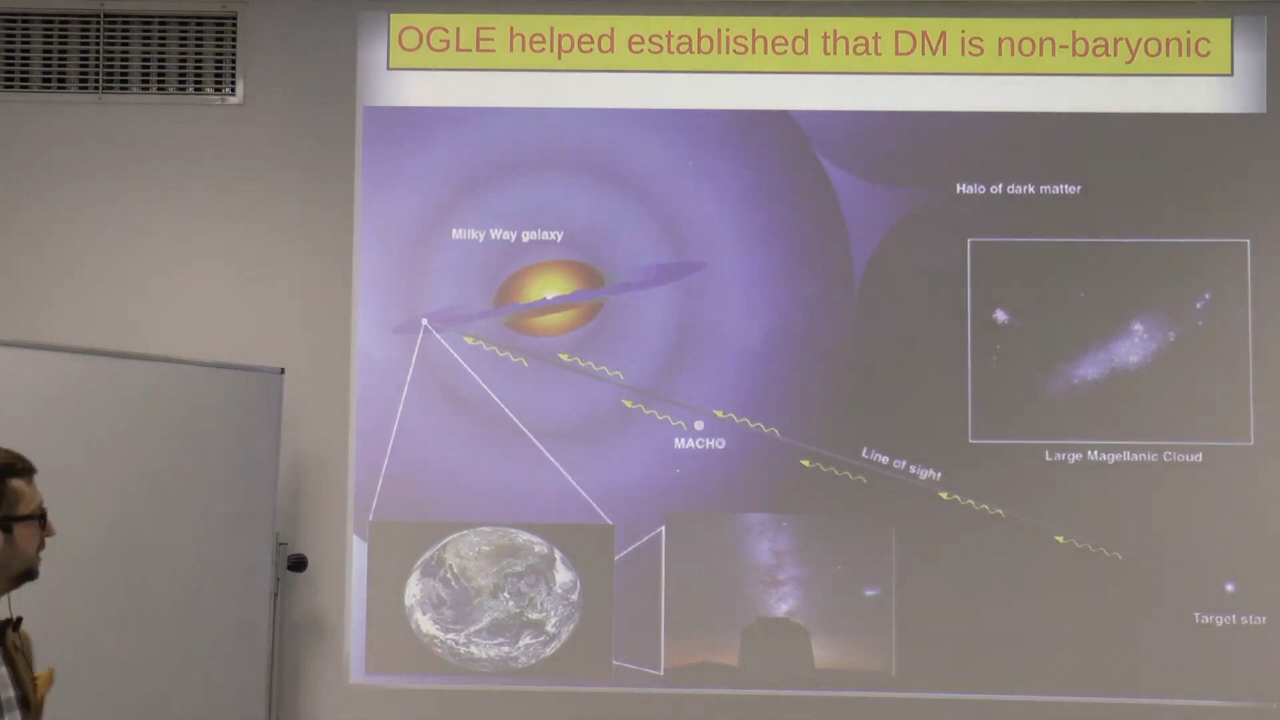 OGLE helped established that DM is non-baryonic
Halo of dark matter
Milky Way galaxy
MACHO
Line of sight
Large Magellanic Cloud
Target star